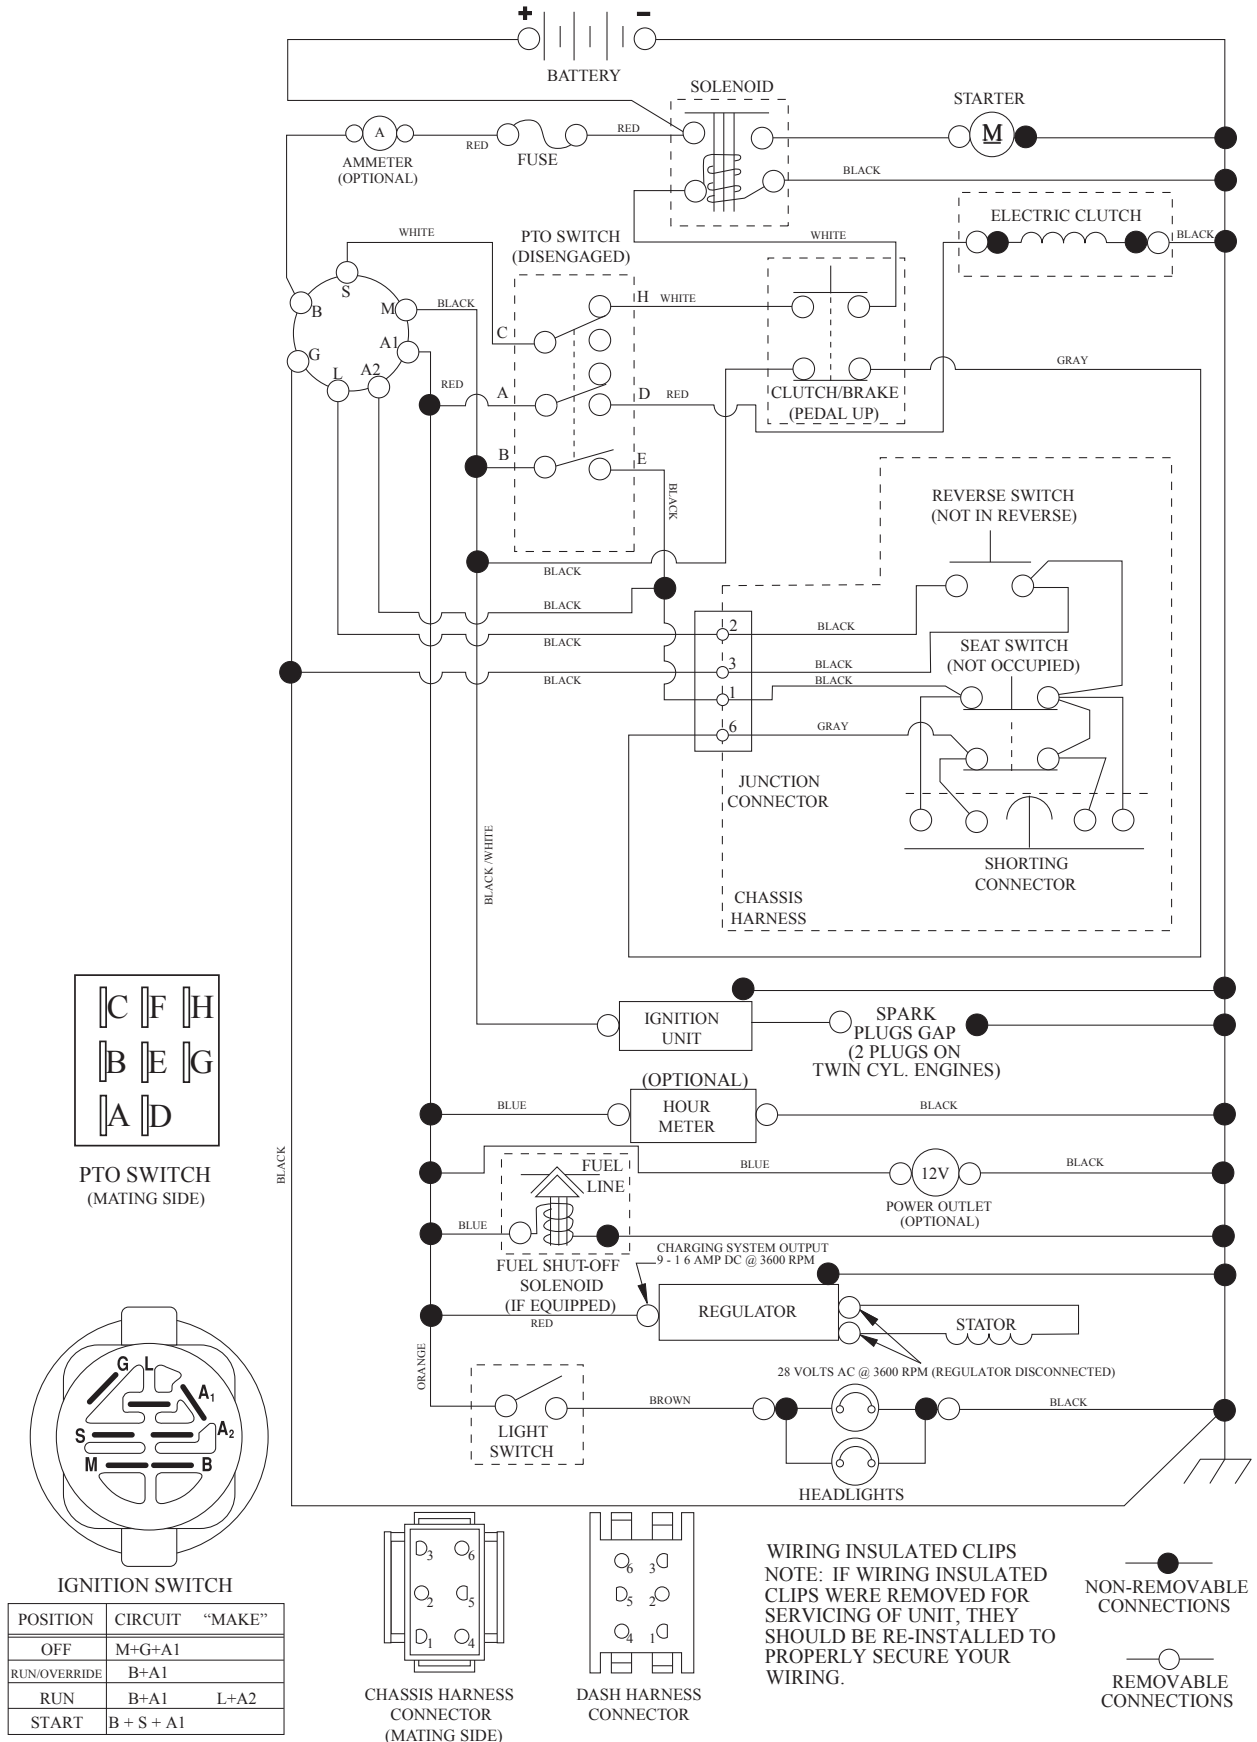 + −
BATTERY
SOLENOID
STARTER
M
A
RED
FUSE
RED
AMMETER
(OPTIONAL)
BLACK
ELECTRIC CLUTCH
BLACK
WHITE
PTO SWITCH
(DISENGAGED)
WHITE
S
B
M
BLACK
G
A1
L
A2
RED
C
H
WHITE
A
D
RED
B
E
BLACK
CLUTCH/BRAKE
(PEDAL UP)
GRAY
REVERSE SWITCH
(NOT IN REVERSE)
BLACK
BLACK
BLACK
BLACK
2
BLACK
3
BLACK
1
BLACK
6
GRAY
SEAT SWITCH
(NOT OCCUPIED)
JUNCTION
CONNECTOR
SHORTING
CONNECTOR
CHASSIS
HARNESS
BLACK /WHITE
BLACK
C F H
B E G
A D
PTO SWITCH
(MATING SIDE)
IGNITION
UNIT
SPARK
PLUGS GAP
(2 PLUGS ON
TWIN CYL. ENGINES)
(OPTIONAL)
BLUE
HOUR
METER
BLACK
FUEL
LINE
BLUE
12V
BLACK
POWER OUTLET
(OPTIONAL)
BLUE
FUEL SHUT-OFF
SOLENOID
(IF EQUIPPED)
CHARGING SYSTEM OUTPUT
9 - 1 6 AMP DC @ 3600 RPM
RED
REGULATOR
STATOR
28 VOLTS AC @ 3600 RPM (REGULATOR DISCONNECTED)
ORANGE
LIGHT
SWITCH
BROWN
BLACK
HEADLIGHTS
G L
A1
A2
S
M B
IGNITION SWITCH
POSITION CIRCUIT “MAKE”
OFF M+G+A1
RUN/OVERRIDE B+A1
RUN B+A1 L+A2
START B + S + A1
3 6
2 5
1 4
CHASSIS HARNESS
CONNECTOR
(MATING SIDE)
6 3
5 2
4 1
DASH HARNESS
CONNECTOR
WIRING INSULATED CLIPS
NOTE: IF WIRING INSULATED
CLIPS WERE REMOVED FOR
SERVICING OF UNIT, THEY
SHOULD BE RE-INSTALLED TO
PROPERLY SECURE YOUR
WIRING.
NON-REMOVABLE
CONNECTIONS
REMOVABLE
CONNECTIONS